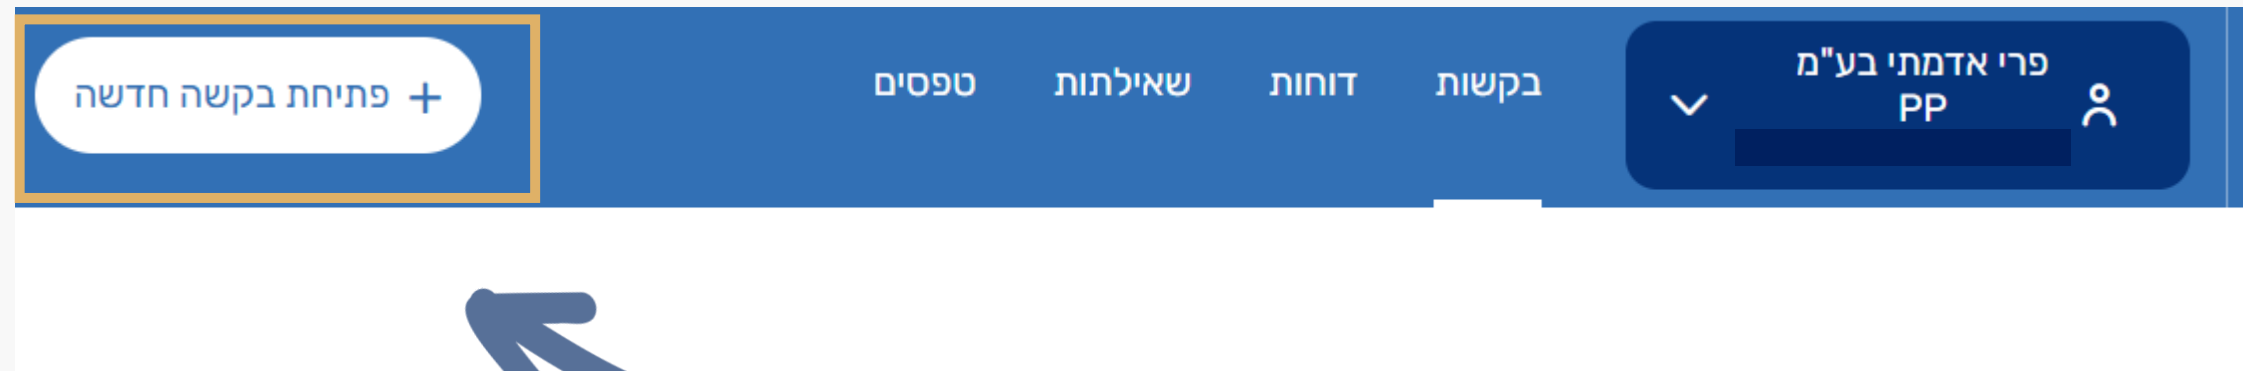 פרי אדמתי בע"מ
PP
בקשות
דוחות
שאילתות
טפסים
+ פתיחת בקשה חדשה